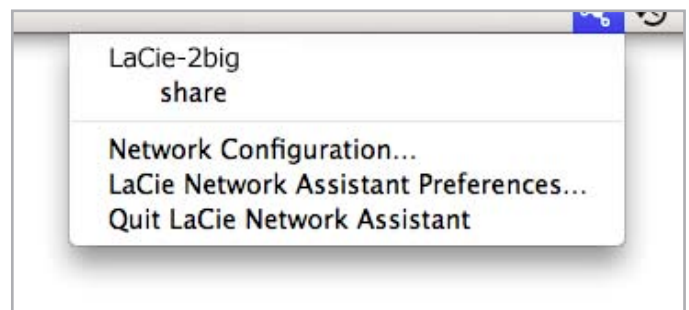 LaCie-2big
share
Network Configuration...
LaCie Network Assistant Preferences...
Quit LaCie Network Assistant